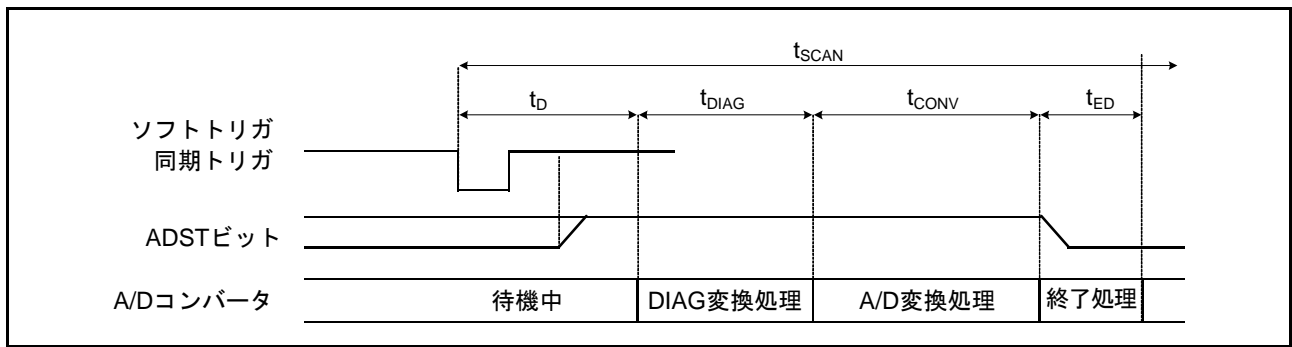 tSCAN
tD
tDIAG
tCONV
tED
ソフトトリガ
同期トリガ
ADSTビット
A/Dコンバータ
待機中
DIAG変換処理
A/D変換処理
終了処理